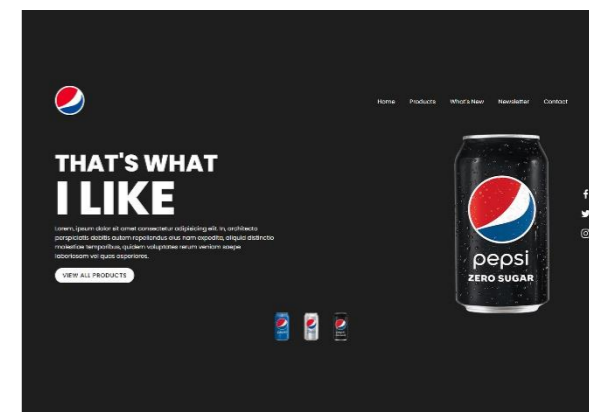 Home Products What's New Newsletter Contact
THAT'S WHAT
I LIKE
Lorem, ipsum dolor sit amet consectetur adipisicing elit. In, architecto
perspiciatis debitis autem repellendus eius nam expedita, aliquid distinctio
molestiae temporibus, quidem voluptates rerum veniam saepe
laboriosam vel quos asperiores.
VIEW ALL PRODUCTS
pepsi
ZERO SUGAR